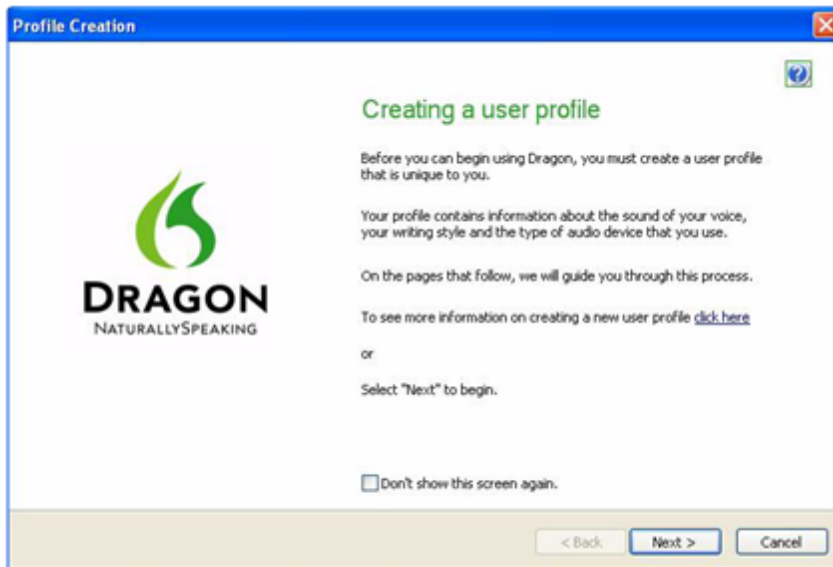 Profile Creation
Creating a user profile
Before you can begin using Dragon, you must create a user profile
that is unique to you.
Your profile contains information about the sound of your voice,
your writing style and the type of audio device that you use.
On the pages that follow, we will guide you through this process.
To see more information on creating a new user profile click here
or
Select "Next" to begin.
DRAGON
NATURALLYSPEAKING
Don't show this screen again.
< Back
Next >
Cancel